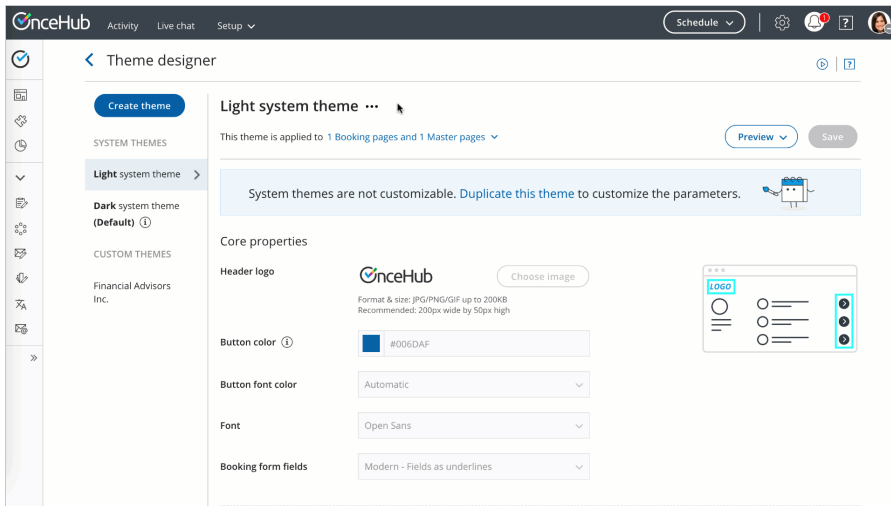 OnceHub Activity Live chat Setup Schedule 1 ?
Theme designer ?
Create theme
SYSTEM THEMES
Light system theme
Dark system theme
(Default) i
CUSTOM THEMES
Financial Advisors
Inc.
Light system theme •••
This theme is applied to 1 Booking pages and 1 Master pages
Preview Save
System themes are not customizable. Duplicate this theme to customize the parameters.
Core properties
Header logo
OnceHub Choose image
Format & size: JPG/PNG/GIF up to 200KB
Recommended: 200px wide by 50px high
LOGO
Button color i #006DAF
Button font color Automatic
Font Open Sans
Booking form fields Modern - Fields as underlines